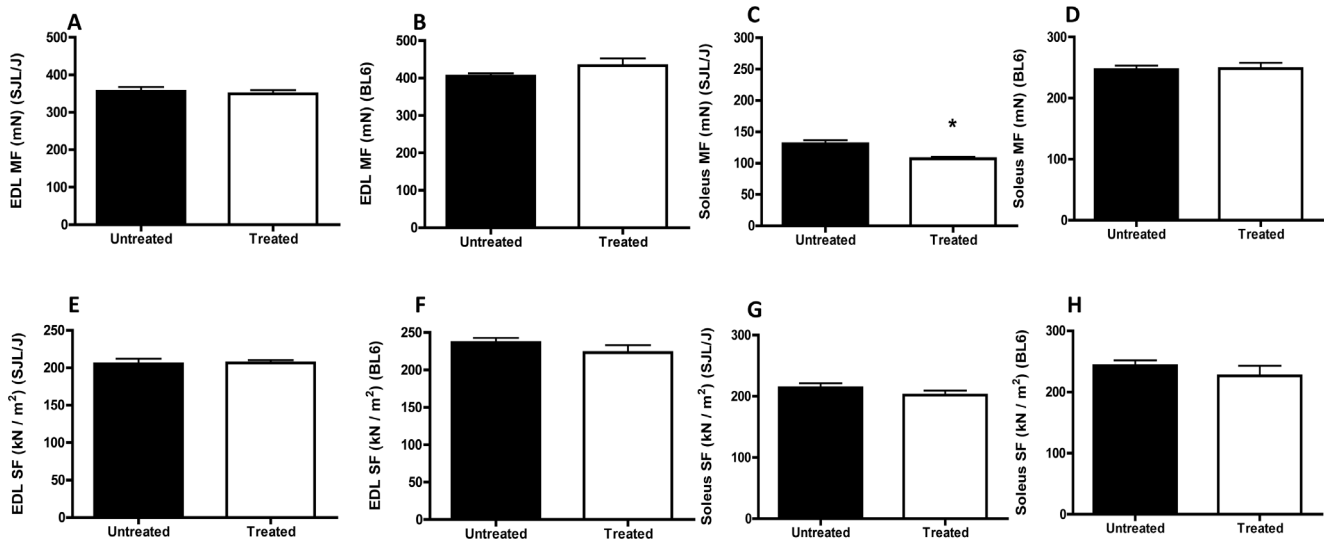 A
EDL MF (mN) (SJL/J)
500
400
300
200
100
0
Untreated Treated
B
EDL MF (mN) (BL6)
500
400
300
200
100
0
Untreated Treated
C
Soleus MF (mN) (SJL/J)
300
250
200
150
100
50
0
*
Untreated Treated
D
Soleus MF (mN) (BL6)
300
200
100
0
Untreated Treated
E
EDL SF (kN / m²) (SJL/J)
250
200
150
100
50
0
Untreated Treated
F
EDL SF (kN / m²) (BL6)
250
200
150
100
50
0
Untreated Treated
G
Soleus SF (kN / m²) (SJL/J)
300
200
100
0
Untreated Treated
H
Soleus SF (kN / m²) (BL6)
300
200
100
0
Untreated Treated